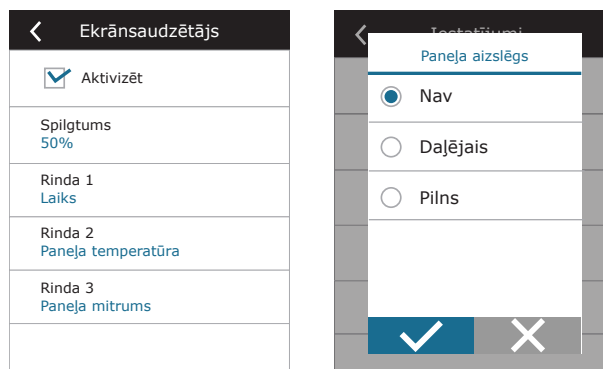 Ekrānsaudzētājs
Aktivizēt
Spilgtums
50%
Rinda 1
Laiks
Rinda 2
Paneļa temperatūra
Rinda 3
Paneļa mitrums
Iestatījumi
Paneļa aizslēgs
Nav
Daļējais
Pilns